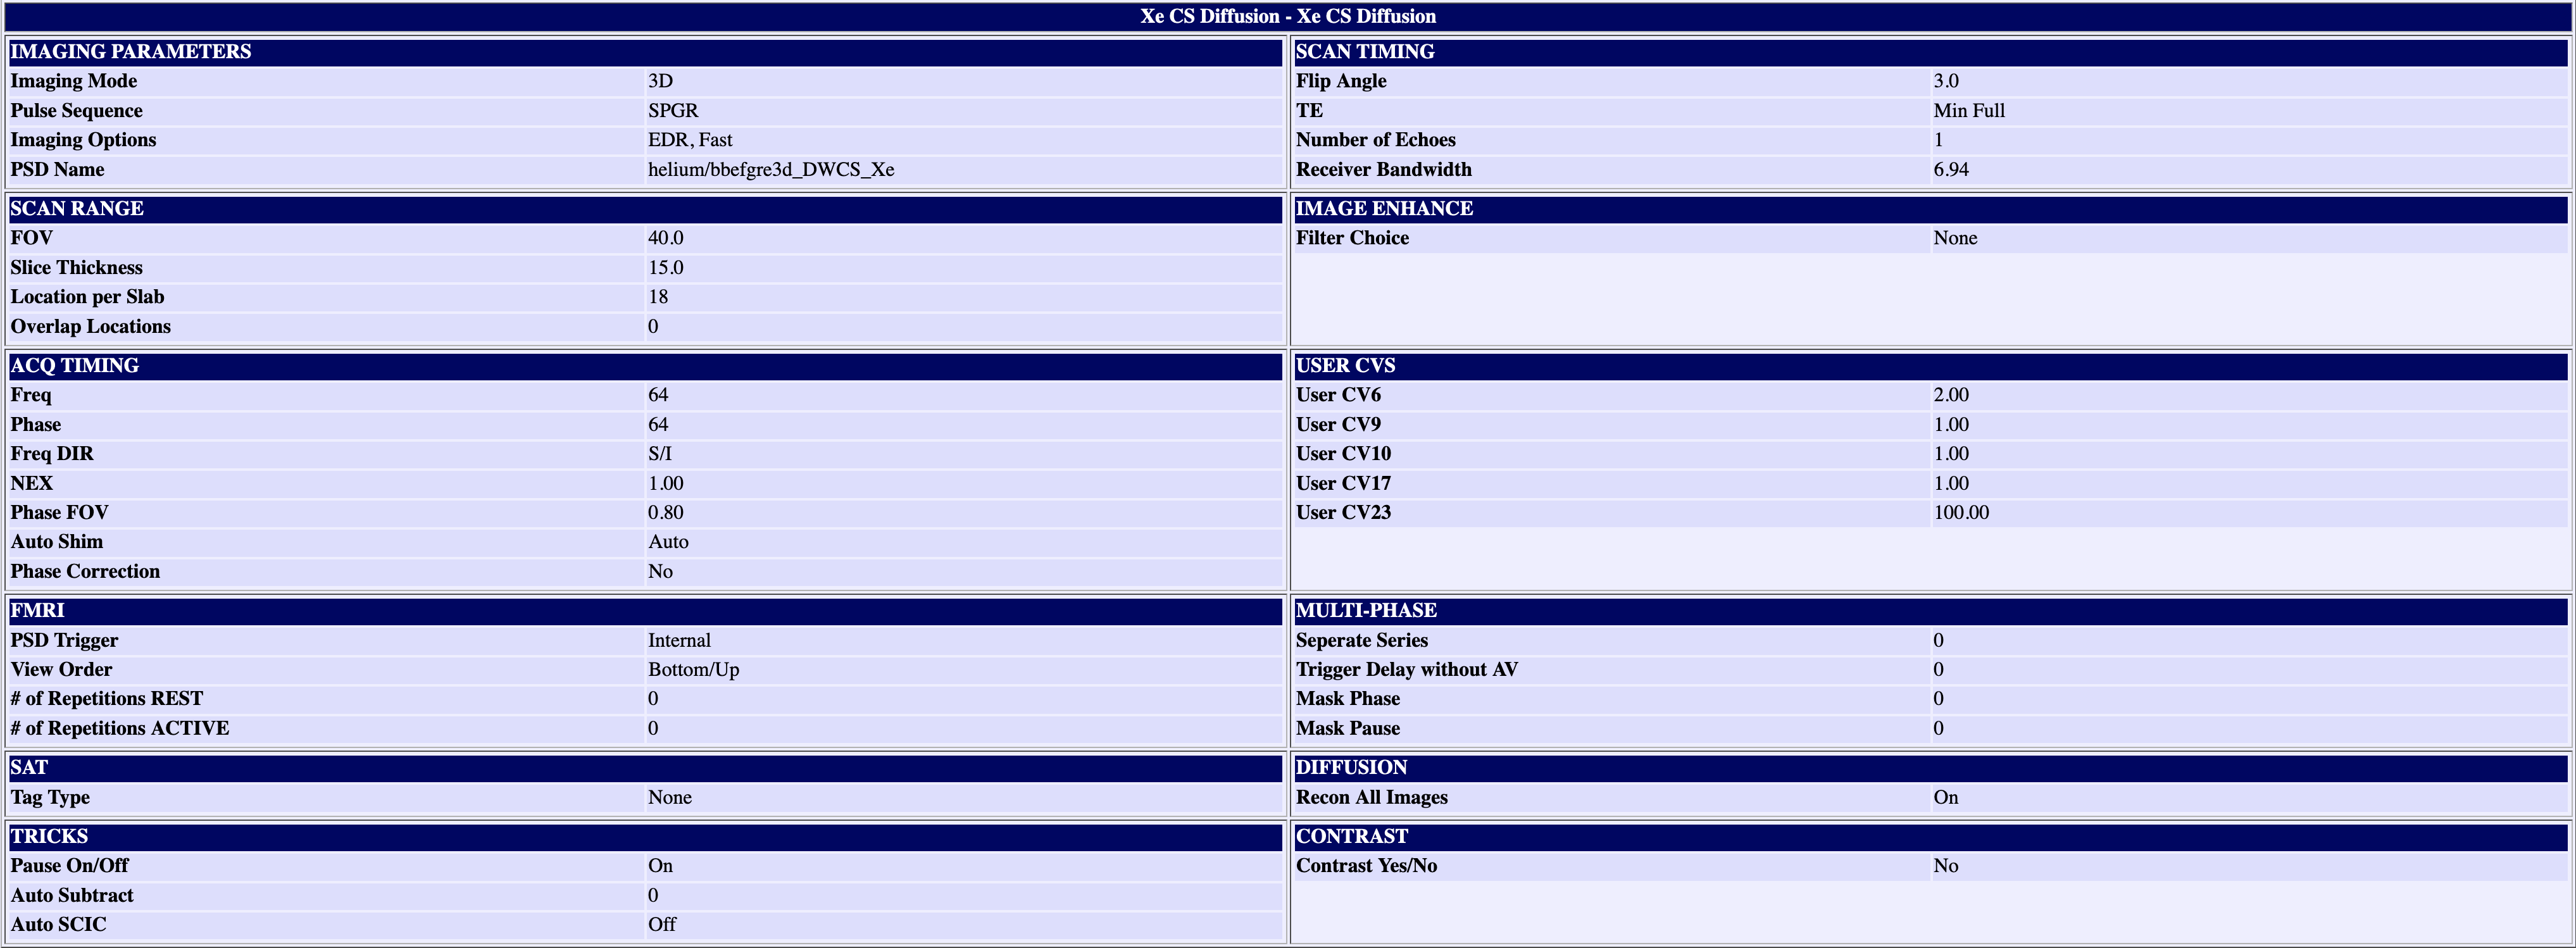 Xe CS Diffusion - Xe CS Diffusion
IMAGING PARAMETERS
Imaging Mode 3D
Pulse Sequence SPGR
Imaging Options EDR, Fast
PSD Name helium/bbefgre3d_DWCS_Xe
SCAN TIMING
Flip Angle 3.0
TE Min Full
Number of Echoes 1
Receiver Bandwidth 6.94
SCAN RANGE
FOV 40.0
Slice Thickness 15.0
Location per Slab 18
Overlap Locations 0
IMAGE ENHANCE
Filter Choice None
ACQ TIMING
Freq 64
Phase 64
Freq DIR S/I
NEX 1.00
Phase FOV 0.80
Auto Shim Auto
Phase Correction No
USER CVS
User CV6 2.00
User CV9 1.00
User CV10 1.00
User CV17 1.00
User CV23 100.00
FMRI
PSD Trigger Internal
View Order Bottom/Up
# of Repetitions REST 0
# of Repetitions ACTIVE 0
MULTI-PHASE
Seperate Series 0
Trigger Delay without AV 0
Mask Phase 0
Mask Pause 0
SAT
Tag Type None
DIFFUSION
Recon All Images On
TRICKS
Pause On/Off On
Auto Subtract 0
Auto SCIC Off
CONTRAST
Contrast Yes/No No